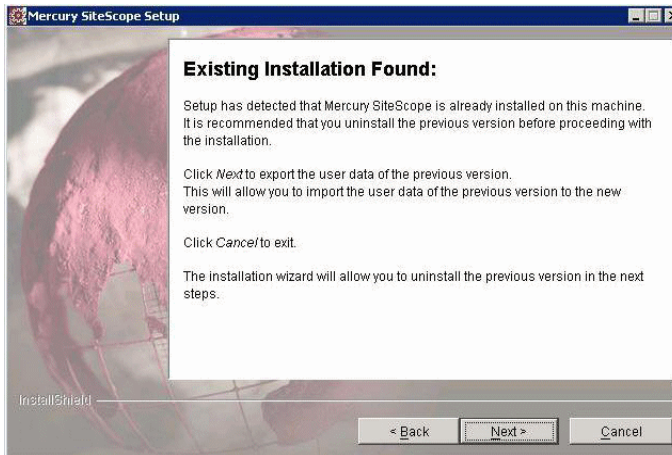 Mercury SiteScope Setup
Existing Installation Found:
Setup has detected that Mercury SiteScope is already installed on this machine.
It is recommended that you uninstall the previous version before proceeding with
the installation.
Click Next to export the user data of the previous version.
This will allow you to import the user data of the previous version to the new
version.
Click Cancel to exit.
The installation wizard will allow you to uninstall the previous version in the next
steps.
InstallShield
< Back
Next >
Cancel